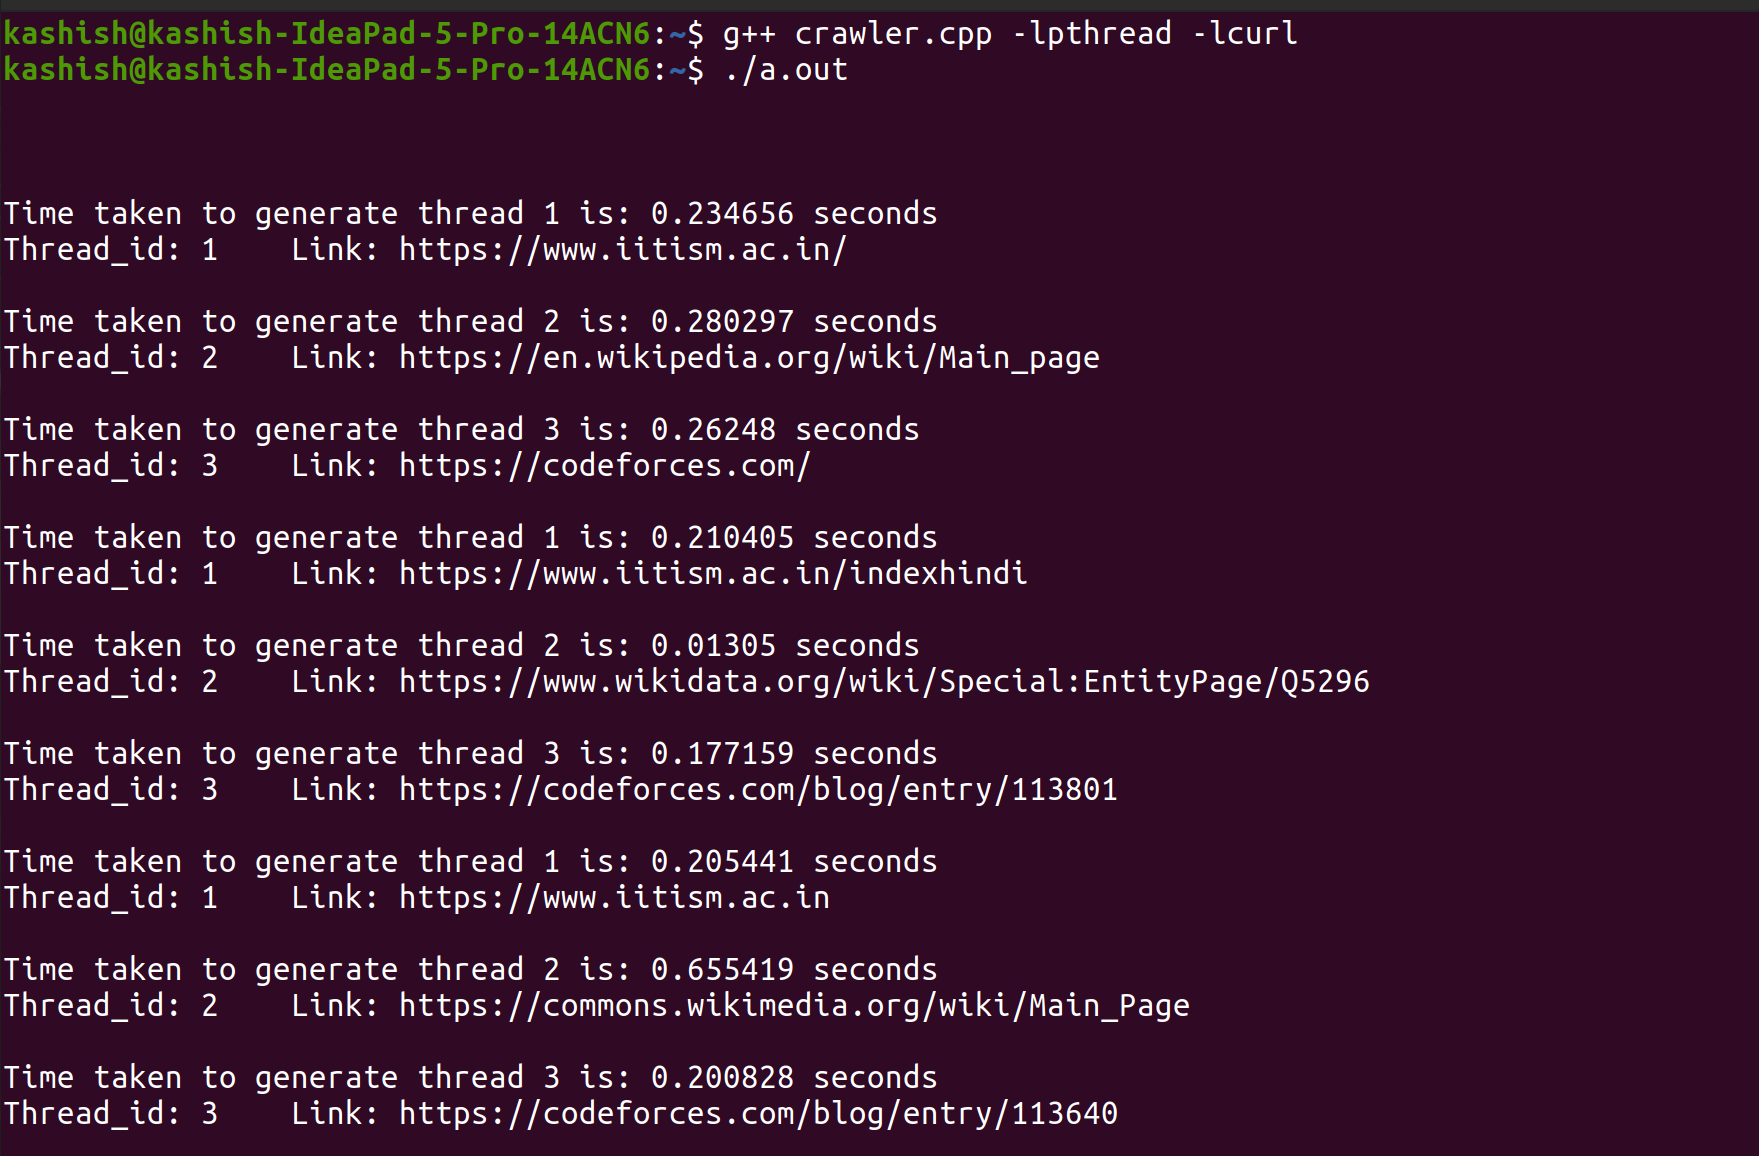 kashish@kashish-IdeaPad-5-Pro-14ACN6:~$ g++ crawler.cpp -lpthread -lcurl
kashish@kashish-IdeaPad-5-Pro-14ACN6:~$ ./a.out
Time taken to generate thread 1 is: 0.234656 seconds
Thread_id: 1    Link: https://www.iitism.ac.in/
Time taken to generate thread 2 is: 0.280297 seconds
Thread_id: 2    Link: https://en.wikipedia.org/wiki/Main_page
Time taken to generate thread 3 is: 0.26248 seconds
Thread_id: 3    Link: https://codeforces.com/
Time taken to generate thread 1 is: 0.210405 seconds
Thread_id: 1    Link: https://www.iitism.ac.in/indexhindi
Time taken to generate thread 2 is: 0.01305 seconds
Thread_id: 2    Link: https://www.wikidata.org/wiki/Special:EntityPage/Q5296
Time taken to generate thread 3 is: 0.177159 seconds
Thread_id: 3    Link: https://codeforces.com/blog/entry/113801
Time taken to generate thread 1 is: 0.205441 seconds
Thread_id: 1    Link: https://www.iitism.ac.in
Time taken to generate thread 2 is: 0.655419 seconds
Thread_id: 2    Link: https://commons.wikimedia.org/wiki/Main_Page
Time taken to generate thread 3 is: 0.200828 seconds
Thread_id: 3    Link: https://codeforces.com/blog/entry/113640